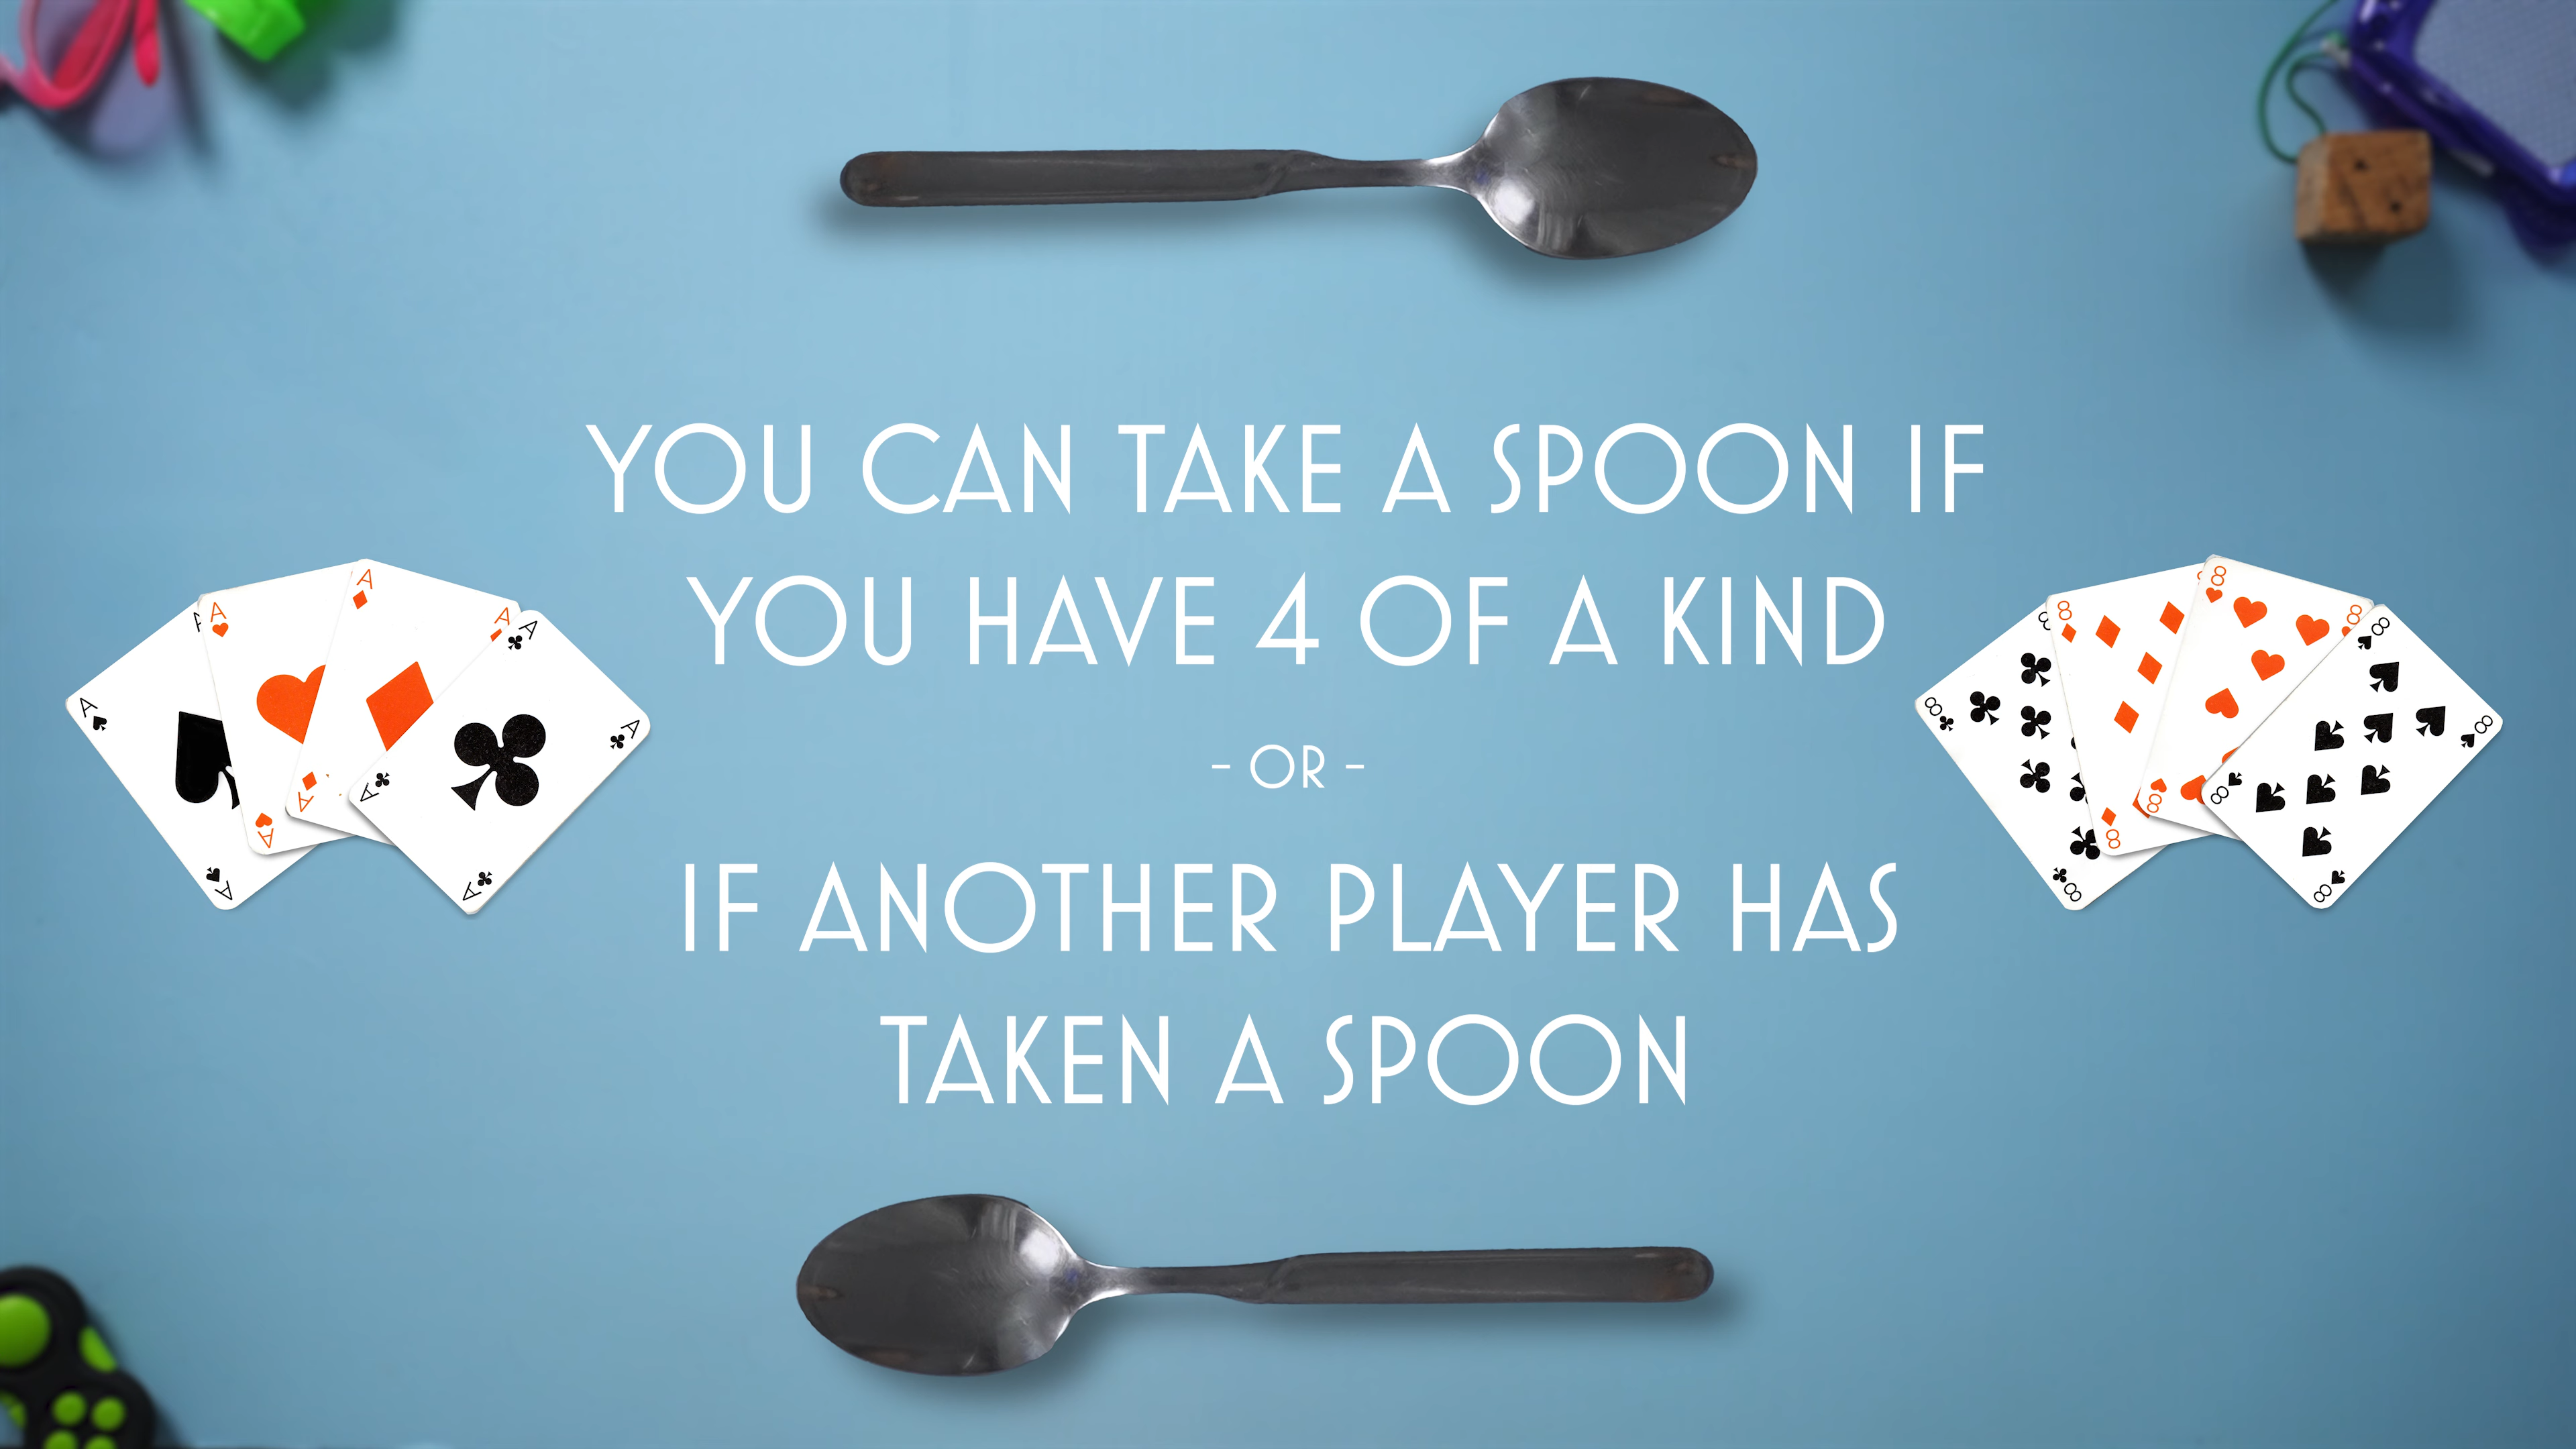 YOU CAN TAKE A SPOON IF
YOU HAVE 4 OF A KIND
- OR -
IF ANOTHER PLAYER HAS
TAKEN A SPOON